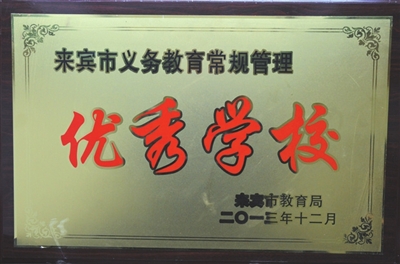 来宾市义务教育常规管理
优秀学校
来宾市教育局
二〇一三年十二月